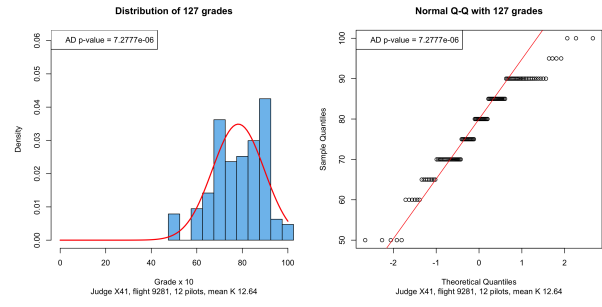 Distribution of 127 grades
AD p-value = 7.2777e-06
Density
0.00
0.01
0.02
0.03
0.04
0.05
0.06
0
20
40
60
80
100
Grade x 10
Judge X41, flight 9281, 12 pilots, mean K 12.64
Normal Q-Q with 127 grades
AD p-value = 7.2777e-06
Sample Quantiles
50
60
70
80
90
100
-2
-1
0
1
2
Theoretical Quantiles
Judge X41, flight 9281, 12 pilots, mean K 12.64